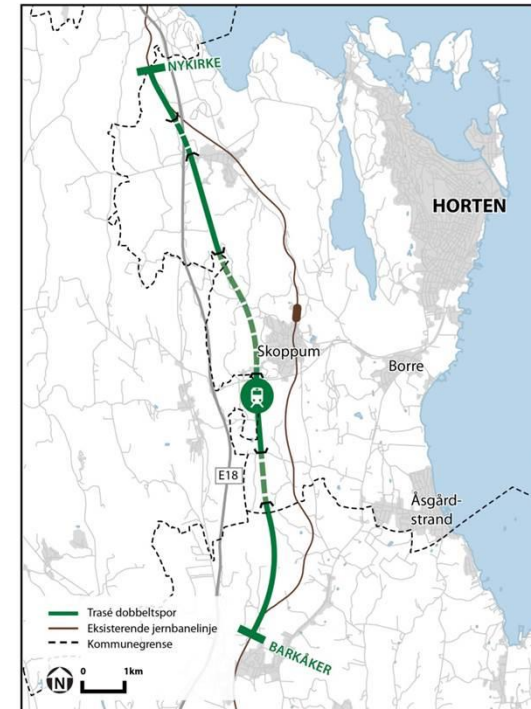 NYKIRKE
HORTEN
Skoppum
Borre
E18
Åsgård-
strand
BARKÅKER
Trasé dobbeltspor
Eksisterende jernbanelinje
Kommunegrense
N
0 1km